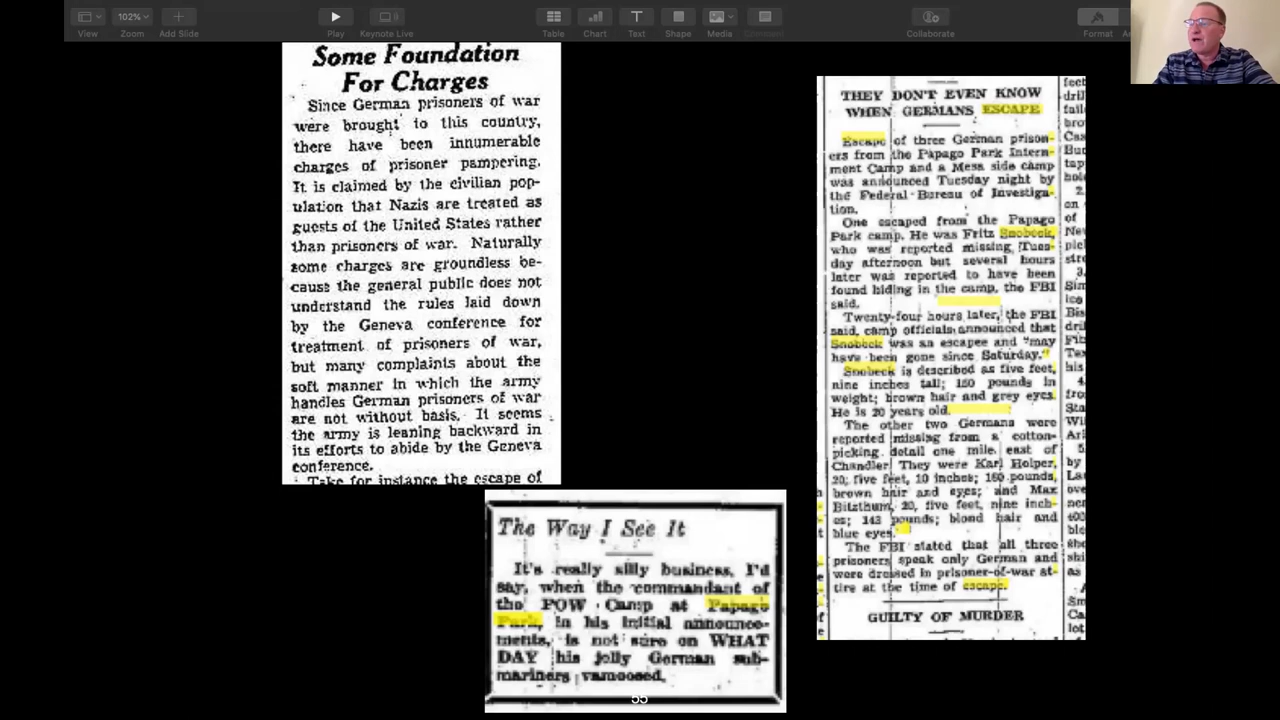 102%
View
Zoom
Add Slide
Play
Keynote Live
Table
Chart
Text
Shape
Media
Comment
Collaborate
Format
Some Foundation
For Charges
Since German prisoners of war
were brought to this country,
there have been innumerable
charges of prisoner pampering.
It is claimed by the civilian pop-
ulation that Nazis are treated as
guests of the United States rather
than prisoners of war. Naturally
some charges are groundless be-
cause the general public does not
understand the rules laid down
by the Geneva conference for
treatment of prisoners of war,
but many complaints about the
soft manner in which the army
handles German prisoners of war
are not without basis. It seems
the army is leaning backward in
its efforts to abide by the Geneva
conference.
Take for instance the escape of
The Way I See It
It's really silly business, I'd
say, when the commandant of
the POW Camp at Papago
Park, in his initial announce-
ments, is not sure on WHAT
DAY his jolly German sub-
mariners vamoosed.
55
THEY DON'T EVEN KNOW
WHEN GERMANS ESCAPE
Escape of three German prison-
ers from the Papago Park Intern-
ment Camp and a Mesa side camp
was announced Tuesday night by
the Federal Bureau of Investiga-
tion.
One escaped from the Papago
Park camp. He was Fritz Snobeck,
who was reported missing Tues-
day afternoon but several hours
later was reported to have been
found hiding in the camp, the FBI
said.
Twenty-four hours later, the FBI
said, camp officials announced that
Snobeck was an escapee and "may
have been gone since Saturday."
Snobeck is described as five feet,
nine inches tall; 150 pounds in
weight; brown hair and grey eyes.
He is 20 years old.
The other two Germans were
reported missing from a cotton-
picking detail one mile east of
Chandler. They were Karl Holper,
20, five feet, 10 inches; 160 pounds,
brown hair and eyes; and Max
Bitzthum, 20, five feet, nine inch-
es; 143 pounds; blond hair and
blue eyes.
The FBI stated that all three
prisoners speak only German and
were dressed in prisoner-of-war at-
tire at the time of escape.
GUILTY OF MURDER